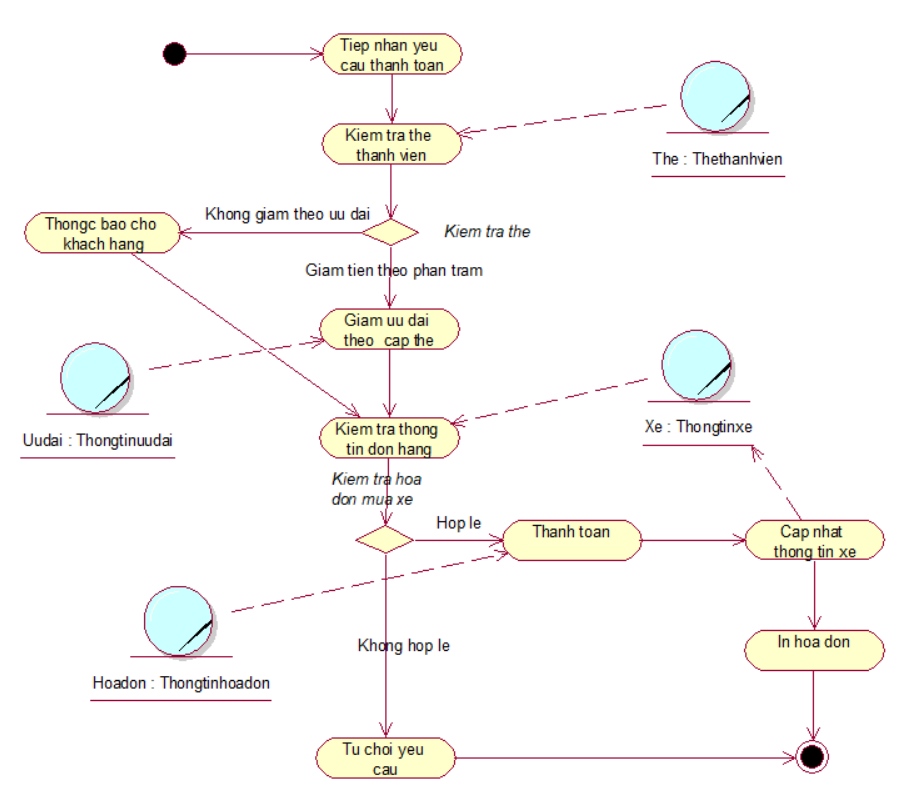 Tiep nhan yeu
cau thanh toan
Kiem tra the
thanh vien
The : Thethanhvien
Khong giam theo uu dai
Thongc bao cho
khach hang
Kiem tra the
Giam tien theo phan tram
Giam uu dai
theo cap the
Uudai : Thongtinuudai
Kiem tra thong
tin don hang
Xe : Thongtinxe
Kiem tra hoa
don mua xe
Hop le
Thanh toan
Cap nhat
thong tin xe
Khong hop le
In hoa don
Hoadon : Thongtinhoadon
Tu choi yeu
cau